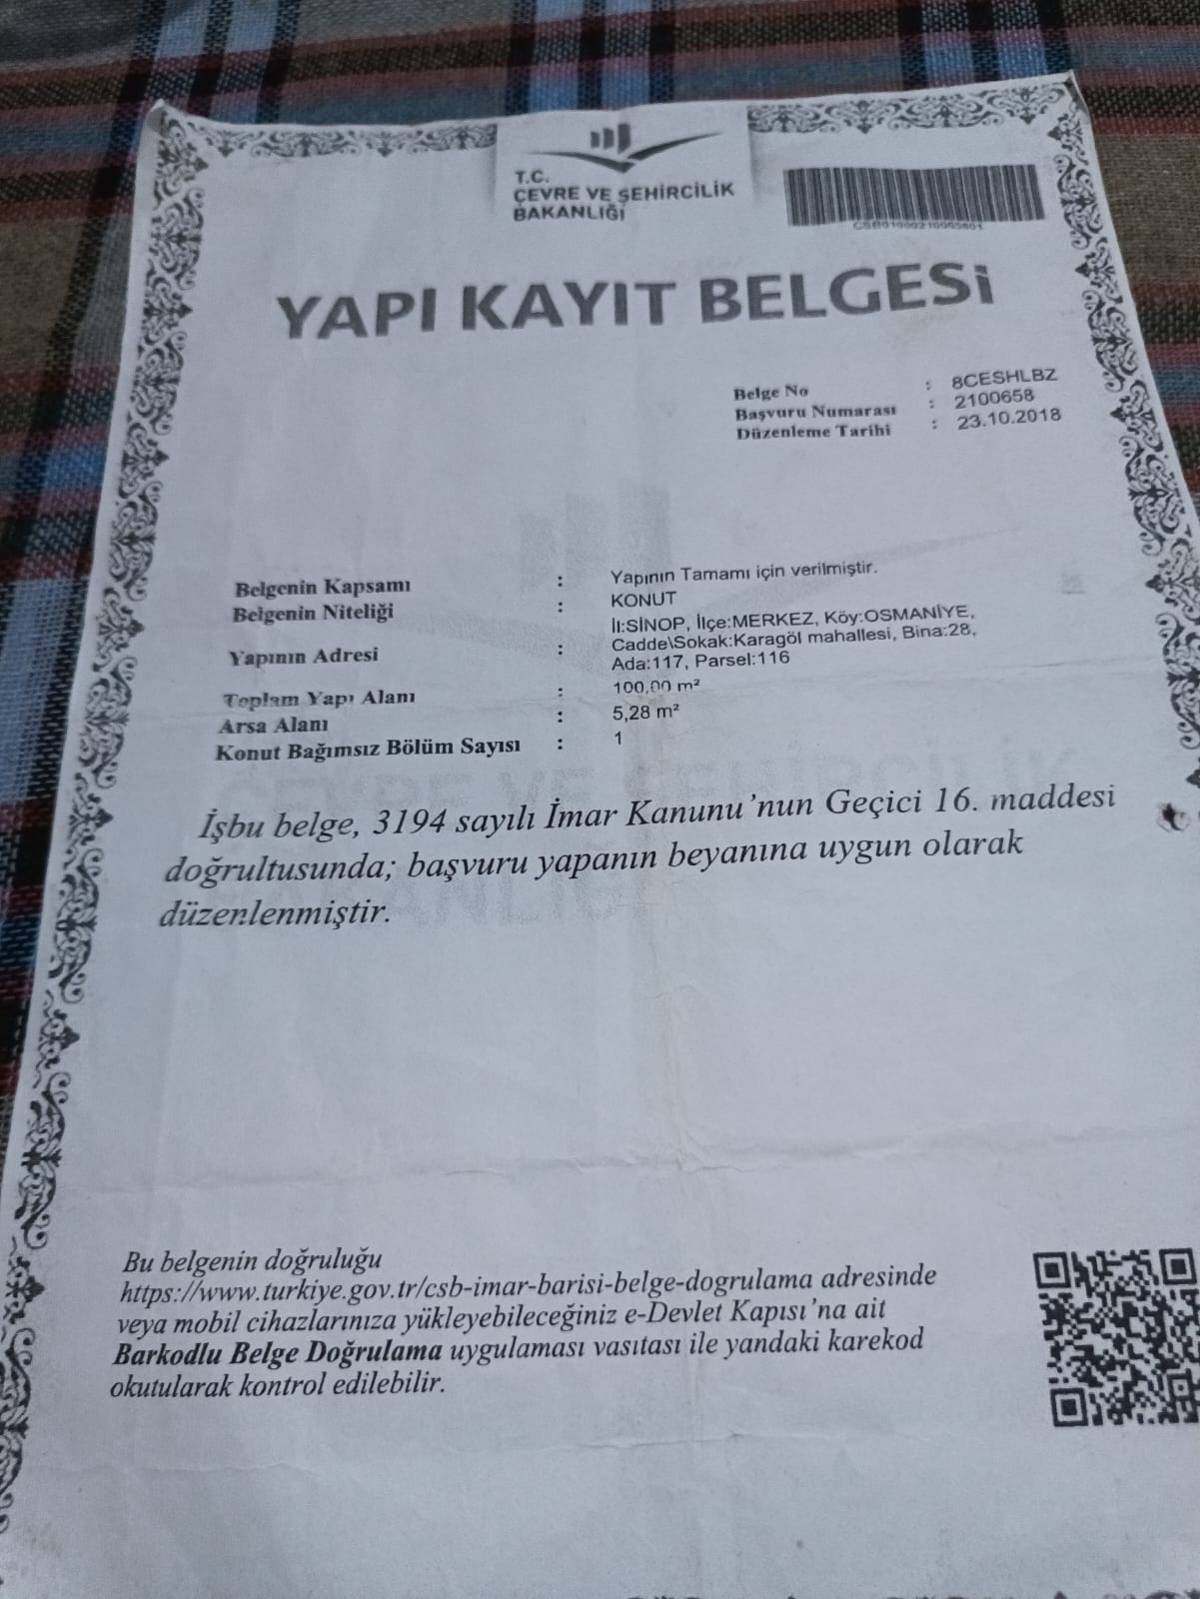 T.C.
ÇEVRE VE ŞEHİRCİLİK
BAKANLIĞI
YAPI KAYIT BELGESİ
Belge No : 8CESHLBZ
Başvuru Numarası : 2100658
Düzenleme Tarihi : 23.10.2018
Belgenin Kapsamı : Yapının Tamamı için verilmiştir.
Belgenin Niteliği : KONUT
Yapının Adresi : İl:SİNOP, İlçe:MERKEZ, Köy:OSMANİYE,
Cadde\Sokak:Karagöl mahallesi, Bina:28,
Ada:117, Parsel:116
Toplam Yapı Alanı : 100,00 m²
Arsa Alanı : 5,28 m²
Konut Bağımsız Bölüm Sayısı : 1
İşbu belge, 3194 sayılı İmar Kanunu'nun Geçici 16. maddesi
doğrultusunda; başvuru yapanın beyanına uygun olarak
düzenlenmiştir.
Bu belgenin doğruluğu
https://www.turkiye.gov.tr/csb-imar-barisi-belge-dogrulama adresinde
veya mobil cihazlarınıza yükleyebileceğiniz e-Devlet Kapısı'na ait
Barkodlu Belge Doğrulama uygulaması vasıtası ile yandaki karekod
okutularak kontrol edilebilir.